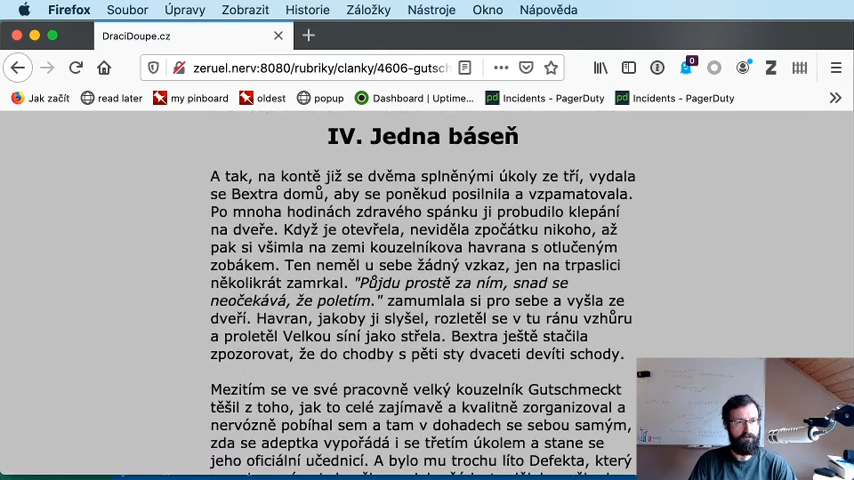 Firefox Soubor Úpravy Zobrazit Historie Záložky Nástroje Okno Nápověda
DraciDoupe.cz
zeruel.nerv:8080/rubriky/clanky/4606-gutsch
0
Jak začít read later my pinboard oldest popup Dashboard | Uptime... Incidents - PagerDuty Incidents - PagerDuty
IV. Jedna báseň
A tak, na kontě již se dvěma splněnými úkoly ze tří, vydala
se Bextra domů, aby se poněkud posilnila a vzpamatovala.
Po mnoha hodinách zdravého spánku ji probudilo klepání
na dveře. Když je otevřela, neviděla zpočátku nikoho, až
pak si všimla na zemi kouzelníkova havrana s otlučeným
zobákem. Ten neměl u sebe žádný vzkaz, jen na trpaslici
několikrát zamrkal. "Půjdu prostě za ním, snad se
neočekává, že poletím." zamumlala si pro sebe a vyšla ze
dveří. Havran, jakoby ji slyšel, rozletěl se v tu ránu vzhůru
a proletěl Velkou síní jako střela. Bextra ještě stačila
zpozorovat, že do chodby s pěti sty dvaceti devíti schody.
Mezitím se ve své pracovně velký kouzelník Gutschmeckt
těšil z toho, jak to celé zajímavě a kvalitně zorganizoval a
nervózně pobíhal sem a tam v dohadech se sebou samým,
zda se adeptka vypořádá i se třetím úkolem a stane se
jeho oficiální učednicí. A bylo mu trochu líto Defekta, který